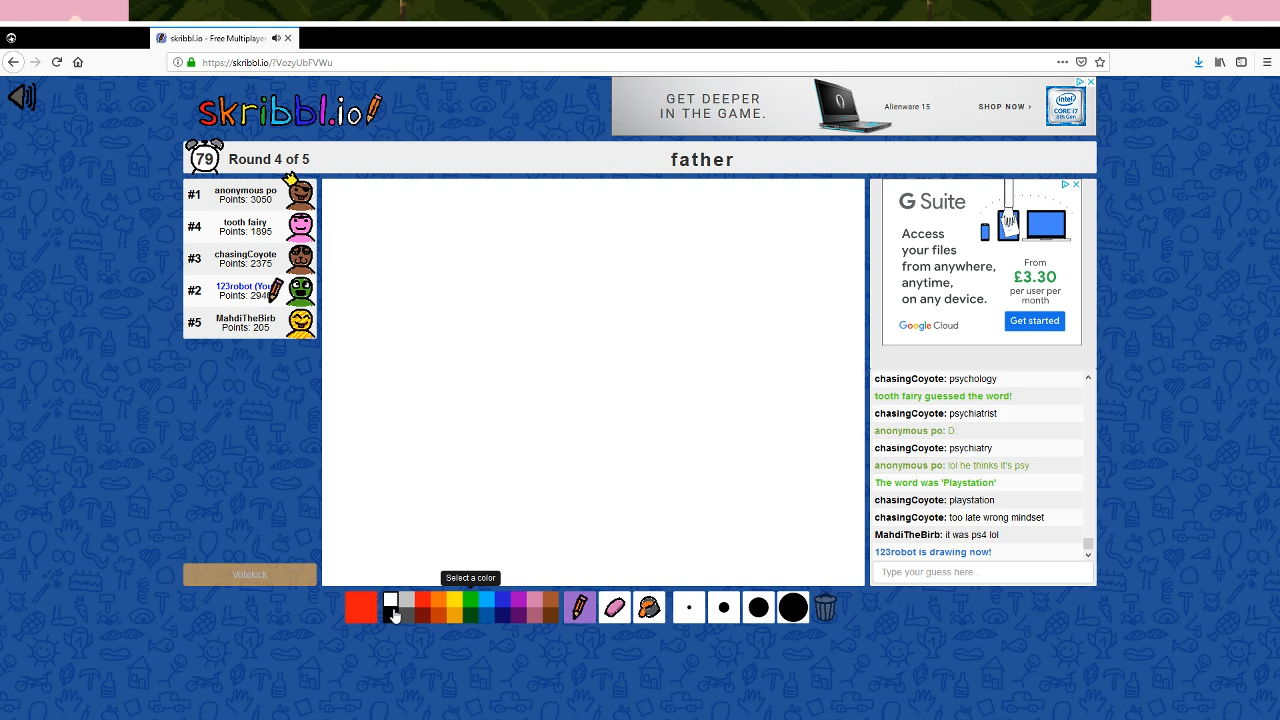 skribbl.io - Free Multiplayer
https://skribbl.io/?VozyUbFVWu
skribbl.io
GET DEEPER
IN THE GAME.
Alienware 15
SHOP NOW ›
intel
CORE i7
8th Gen
79
Round 4 of 5
father
#1
anonymous po
Points: 3050
#4
tooth fairy
Points: 1895
#3
chasingCoyote
Points: 2375
#2
123robot (You
Points: 294
#5
MahdiTheBirb
Points: 205
G Suite
Access
your files
from anywhere,
anytime,
on any device.
From
£3.30
per user per
month
Google Cloud
Get started
chasingCoyote: psychology
tooth fairy guessed the word!
chasingCoyote: psychiatrist
anonymous po: D.
chasingCoyote: psychiatry
anonymous po: lol he thinks it's psy
The word was 'Playstation'
chasingCoyote: playstation
chasingCoyote: too late wrong mindset
MahdiTheBirb: it was ps4 lol
123robot is drawing now!
Type your guess here...
Votekick
Select a color